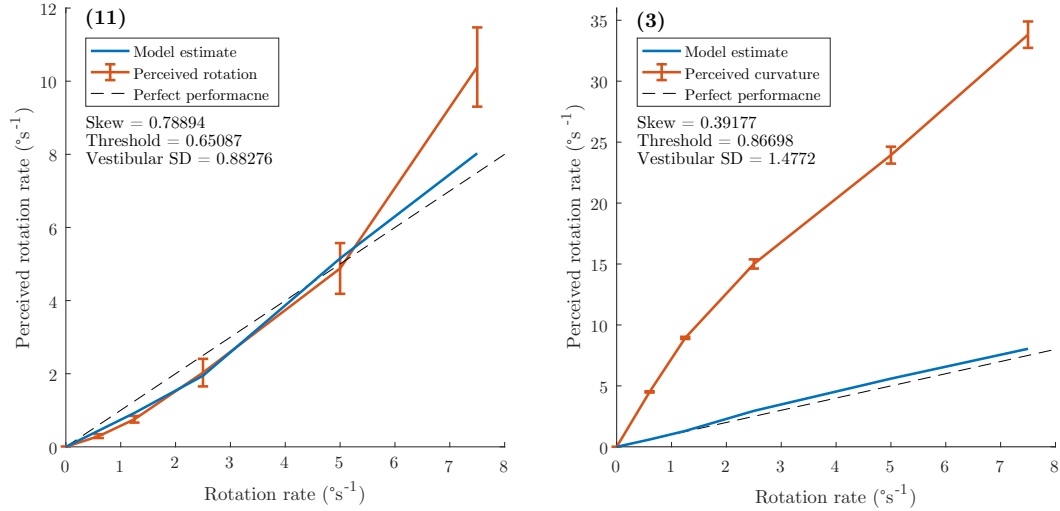 (11)
Model estimate
Perceived rotation
Perfect performacne
Skew = 0.78894
Threshold = 0.65087
Vestibular SD = 0.88276
12
10
8
6
4
2
0
Perceived rotation rate (°s⁻¹)
0 1 2 3 4 5 6 7 8
Rotation rate (°s⁻¹)
(3)
Model estimate
Perceived curvature
Perfect performacne
Skew = 0.39177
Threshold = 0.86698
Vestibular SD = 1.4772
35
30
25
20
15
10
5
0
Perceived rotation rate (°s⁻¹)
0 1 2 3 4 5 6 7 8
Rotation rate (°s⁻¹)